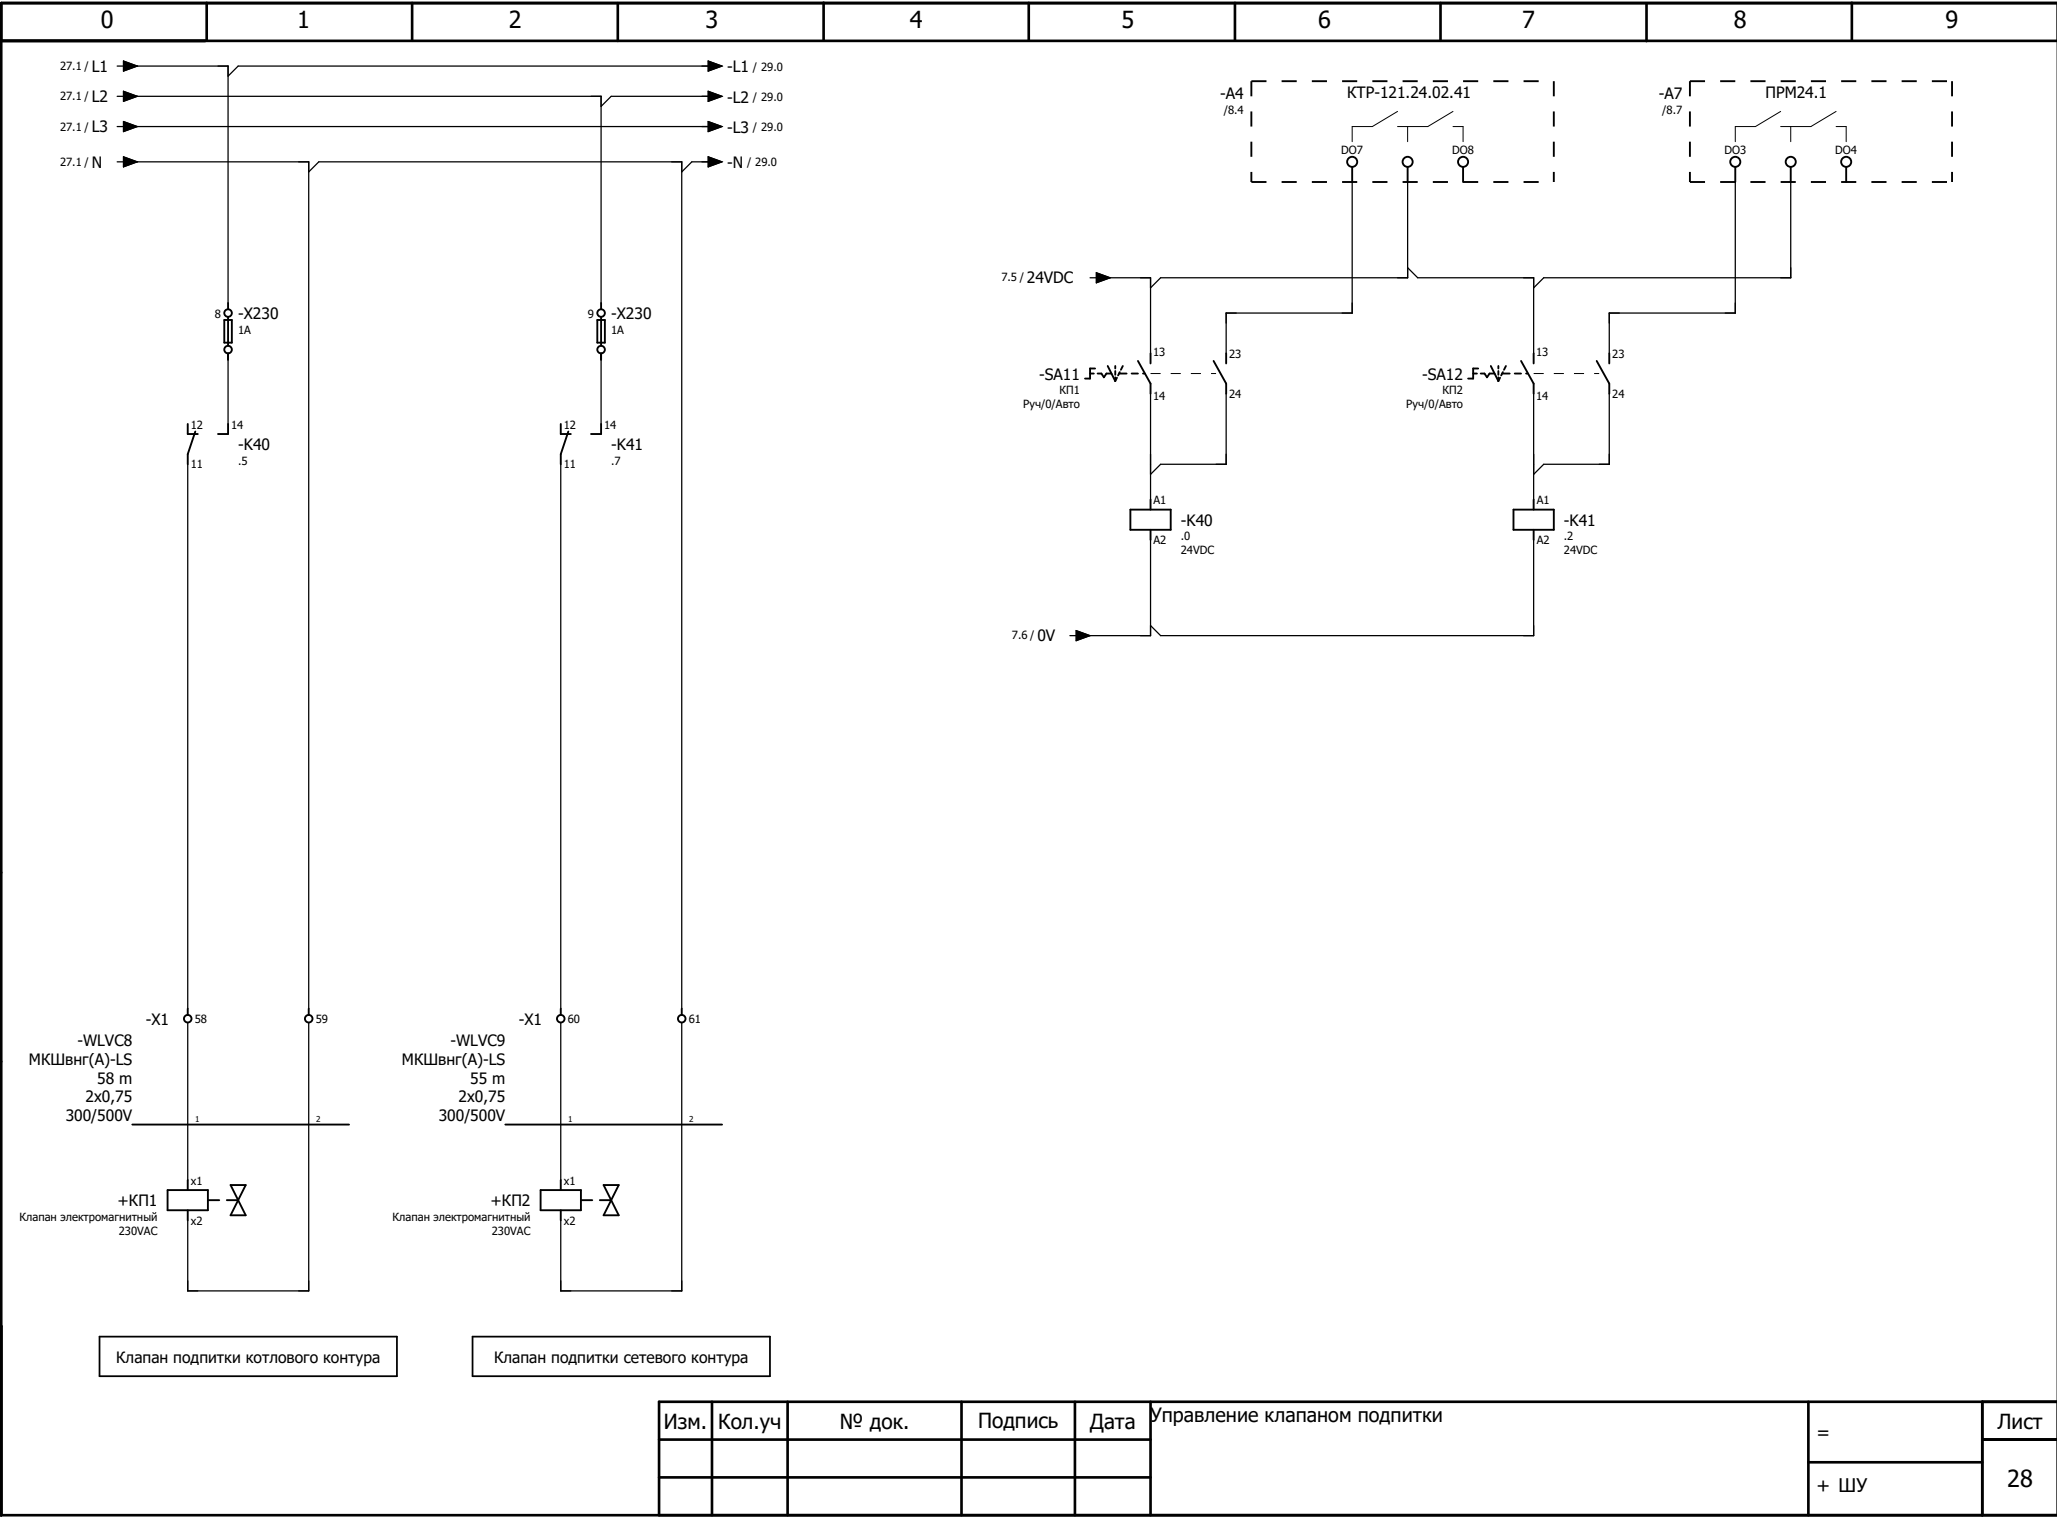 0 1 2 3 4 5 6 7 8 9
27.1 / L1 -L1 / 29.0
27.1 / L2 -L2 / 29.0
27.1 / L3 -L3 / 29.0
27.1 / N -N / 29.0
-A4 КТР-121.24.02.41
/8.4
DO7 DO8
-A7 ПРМ24.1
/8.7
DO3 DO4
7.5 / 24VDC
8 -X230
1A
9 -X230
1A
12 14
-K40
11 .5
12 14
-K41
11 .7
13 23
-SA11
КП1
Руч/0/Авто
14 24
13 23
-SA12
КП2
Руч/0/Авто
14 24
A1
-K40
A2 .0
24VDC
A1
-K41
A2 .2
24VDC
7.6 / 0V
-X1 58 59
-WLVC8
МКШвнг(А)-LS
58 m
2x0,75
300/500V
1 2
-X1 60 61
-WLVC9
МКШвнг(А)-LS
55 m
2x0,75
300/500V
1 2
x1
+КП1
Клапан электромагнитный x2
230VAC
x1
+КП2
Клапан электромагнитный x2
230VAC
Клапан подпитки котлового контура
Клапан подпитки сетевого контура
Изм. Кол.уч № док. Подпись Дата
Управление клапаном подпитки
=
+ ШУ
Лист
28